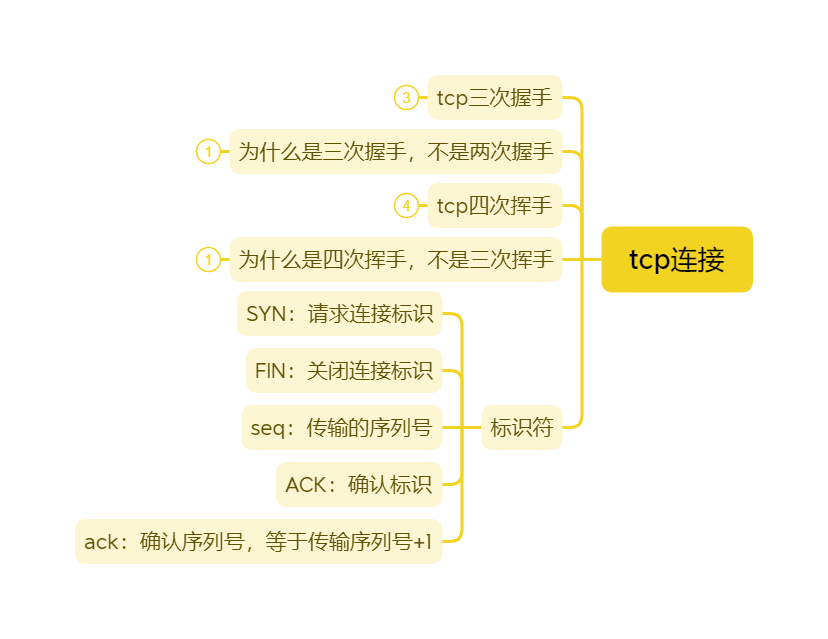 tcp三次握手
3
为什么是三次握手，不是两次握手
1
tcp四次挥手
4
为什么是四次挥手，不是三次挥手
1
tcp连接
SYN：请求连接标识
FIN：关闭连接标识
seq：传输的序列号
标识符
ACK：确认标识
ack：确认序列号，等于传输序列号+1